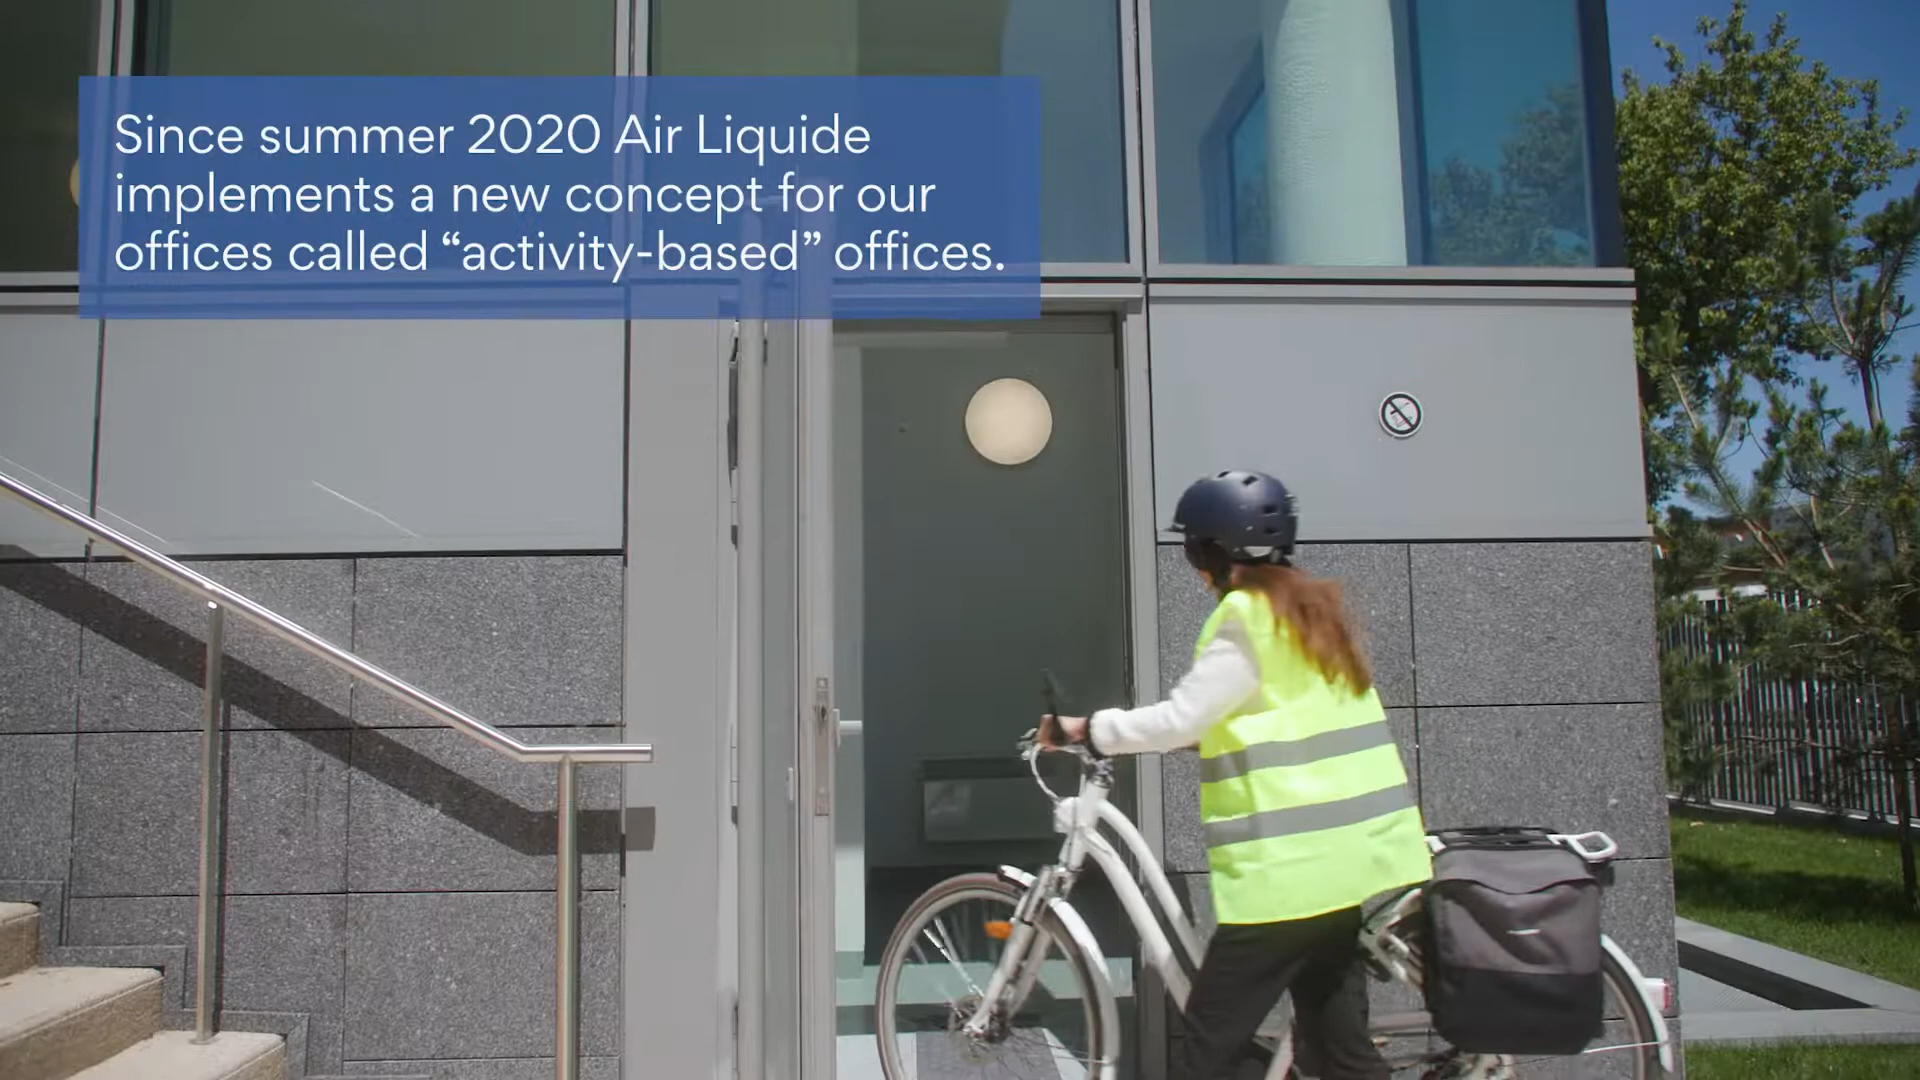 Since summer 2020 Air Liquide
implements a new concept for our
offices called “activity-based” offices.